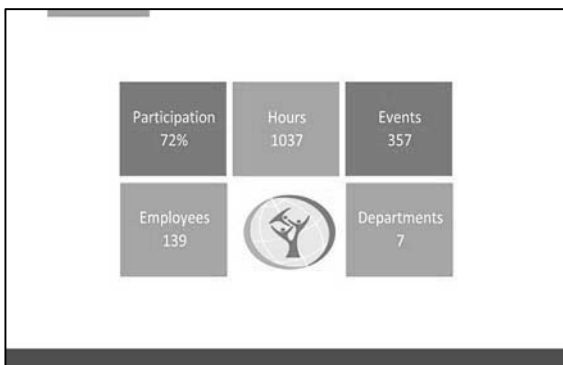 Participation
72%
Hours
1037
Events
357
Employees
139
Departments
7